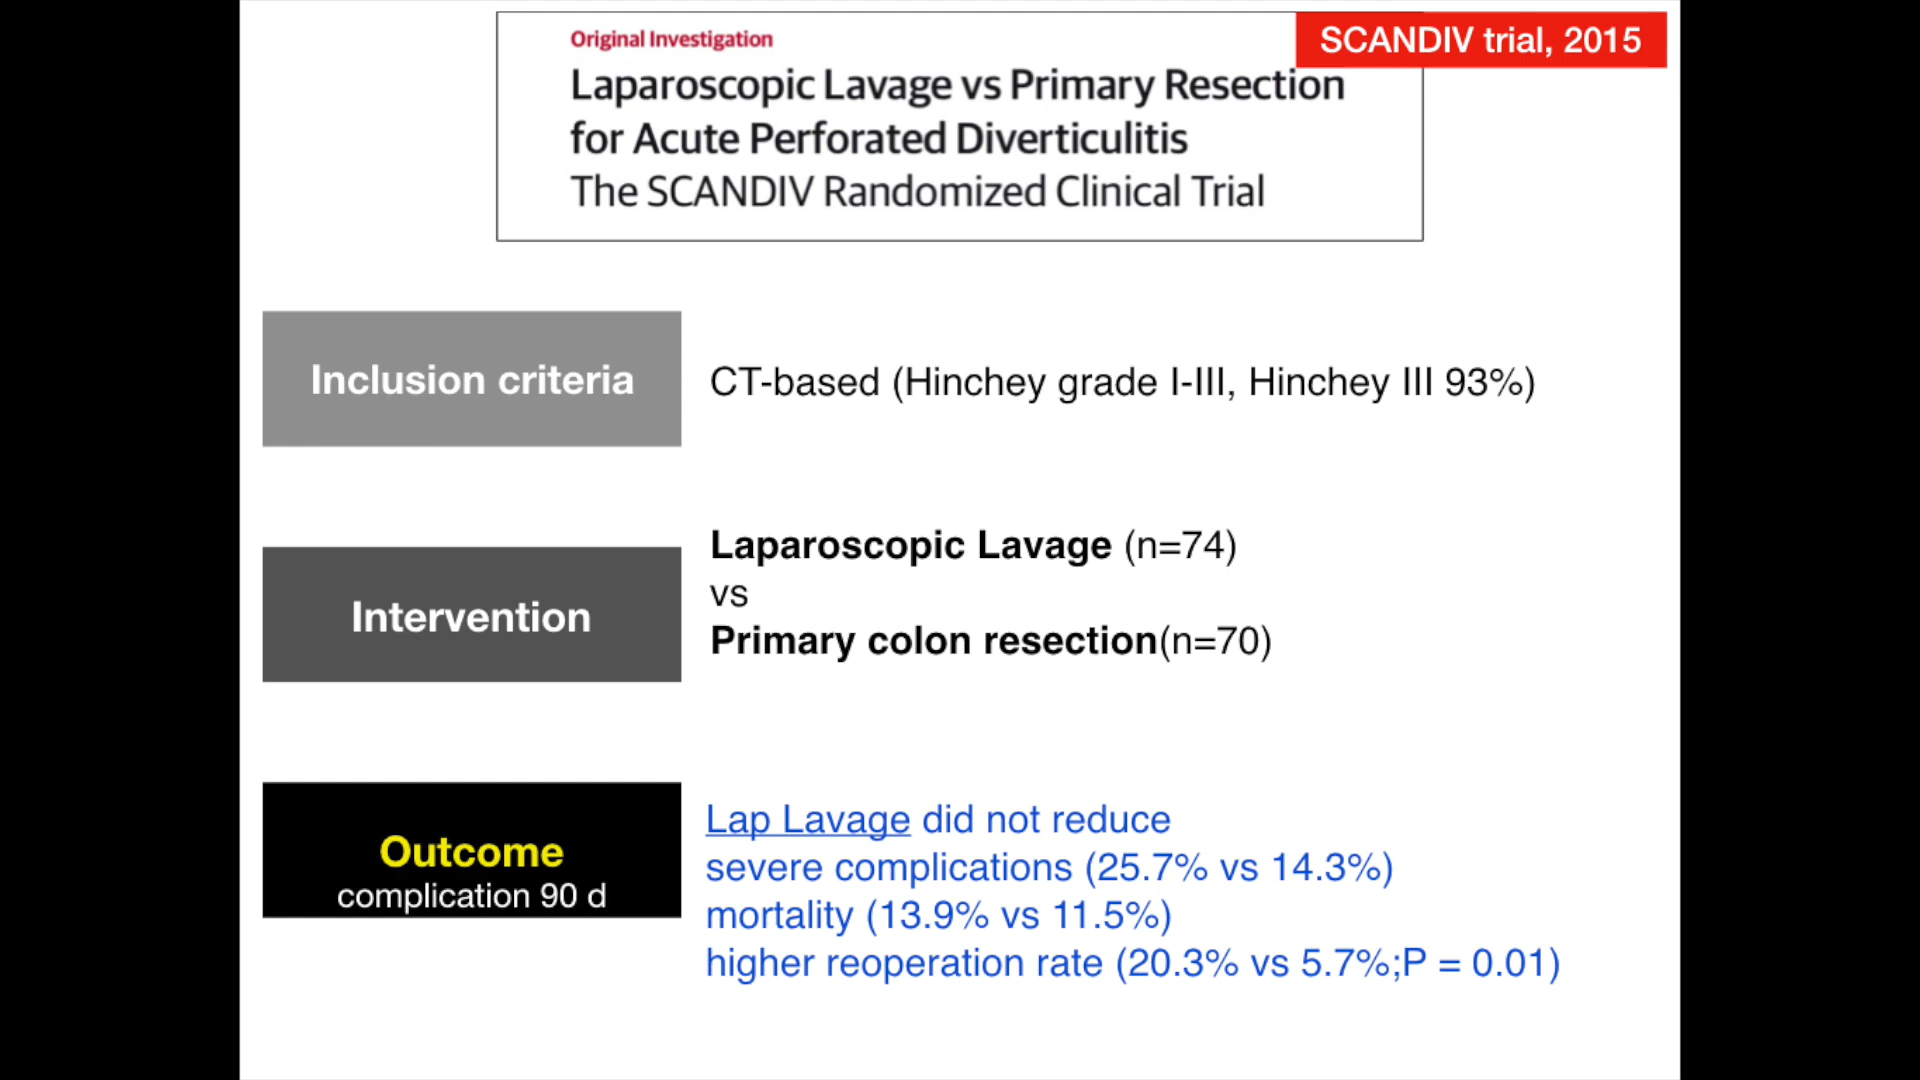 Original Investigation
SCANDIV trial, 2015
Laparoscopic Lavage vs Primary Resection
for Acute Perforated Diverticulitis
The SCANDIV Randomized Clinical Trial
Inclusion criteria
CT-based (Hinchey grade I-III, Hinchey III 93%)
Intervention
Laparoscopic Lavage (n=74)
vs
Primary colon resection(n=70)
Outcome
complication 90 d
Lap Lavage did not reduce
severe complications (25.7% vs 14.3%)
mortality (13.9% vs 11.5%)
higher reoperation rate (20.3% vs 5.7%;P = 0.01)